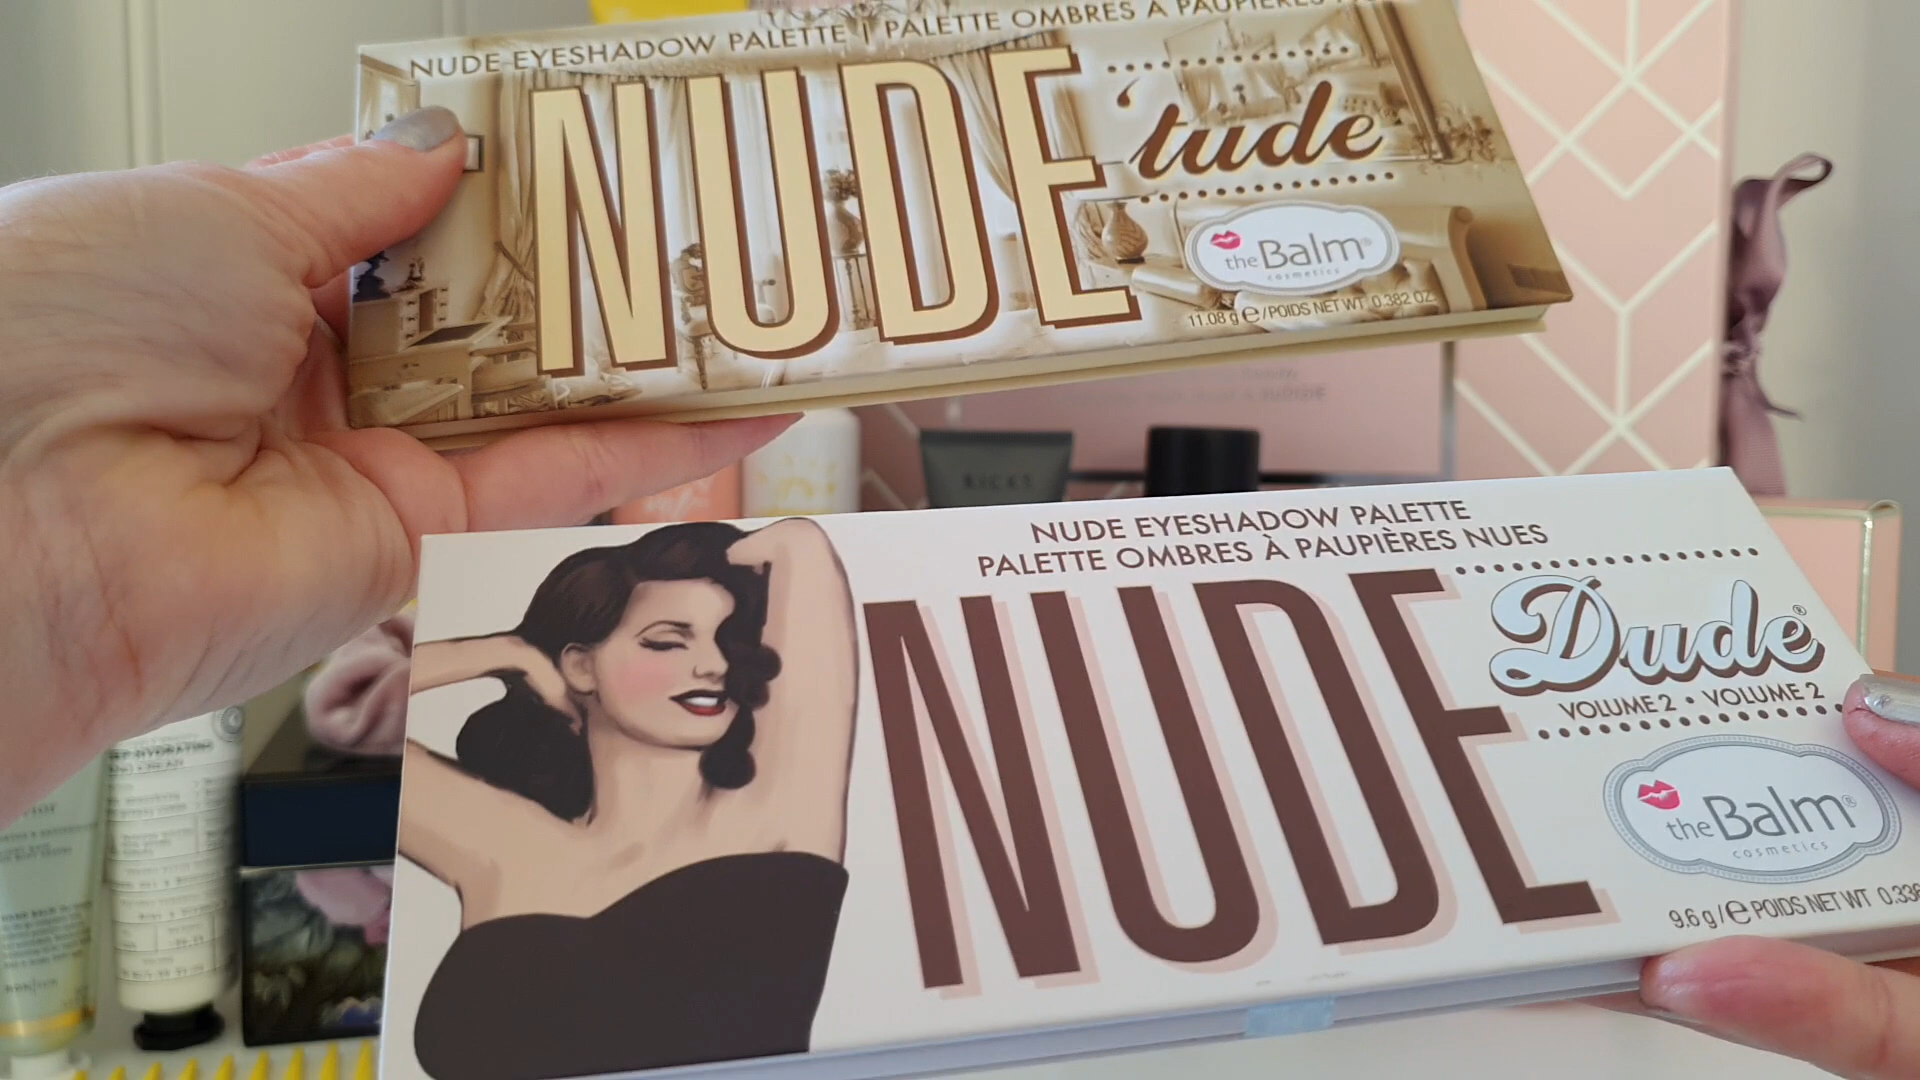 NUDE EYESHADOW PALETTE | PALETTE OMBRES À PAUPIÈRES
NUDE 'tude
theBalm®
cosmetics
11.08 g e/POIDS NET WT 0.382 OZ
RICKY
NUDE EYESHADOW PALETTE
PALETTE OMBRES À PAUPIÈRES NUES
NUDE Dude®
VOLUME 2 • VOLUME 2
theBalm®
cosmetics
9.6 g/e POIDS NET WT 0.336